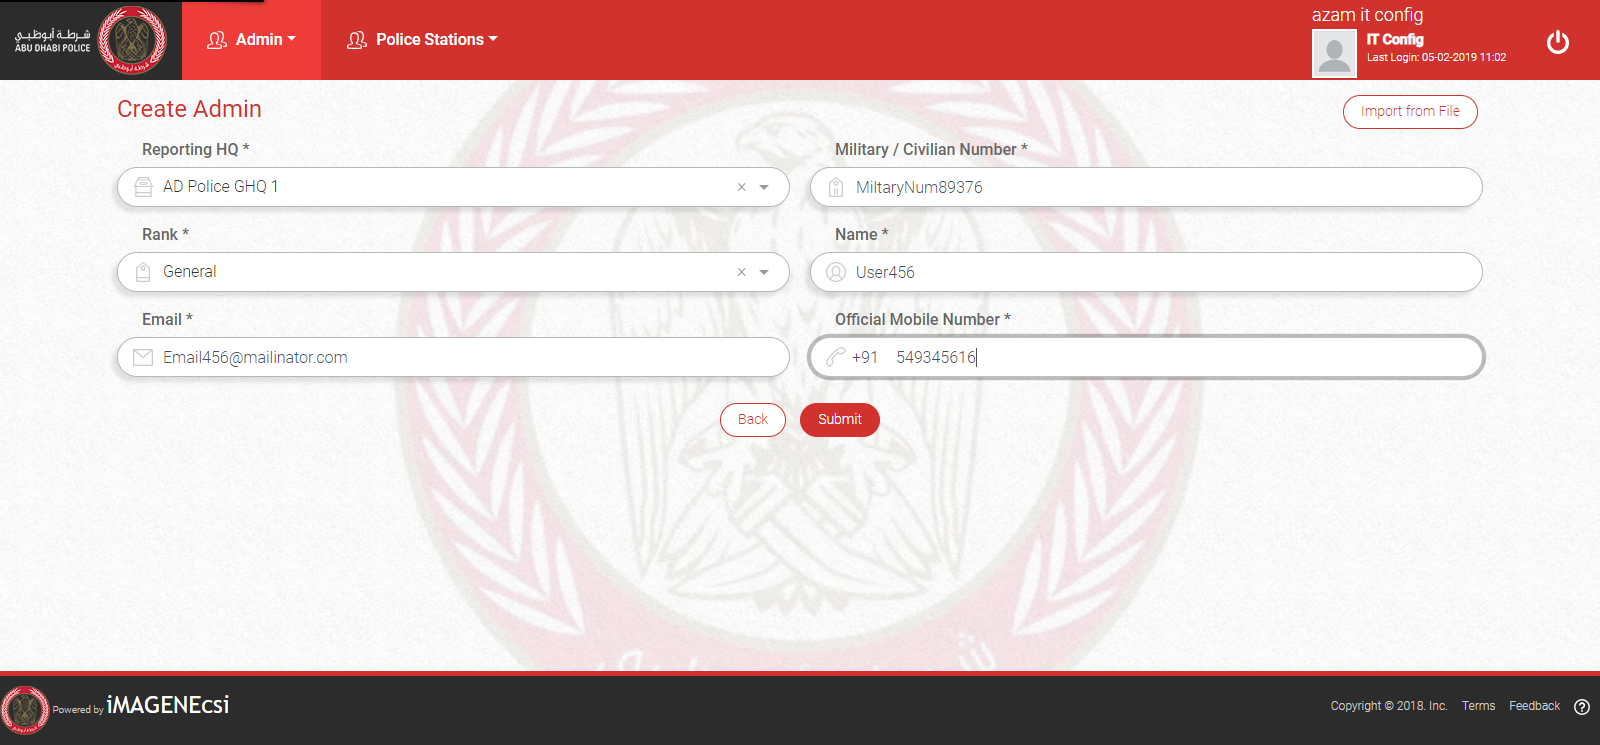 شرطة أبوظبي
ABU DHABI POLICE
Admin
Police Stations
azam it config
IT Config
Last Login: 05-02-2019 11:02
Create Admin
Import from File
Reporting HQ *
Military / Civilian Number *
AD Police GHQ 1
MiltaryNum89376
Rank *
Name *
General
User456
Email *
Official Mobile Number *
Email456@mailinator.com
+91 549345616
Back
Submit
Powered by iMAGENEcsi
Copyright © 2018. Inc.
Terms
Feedback